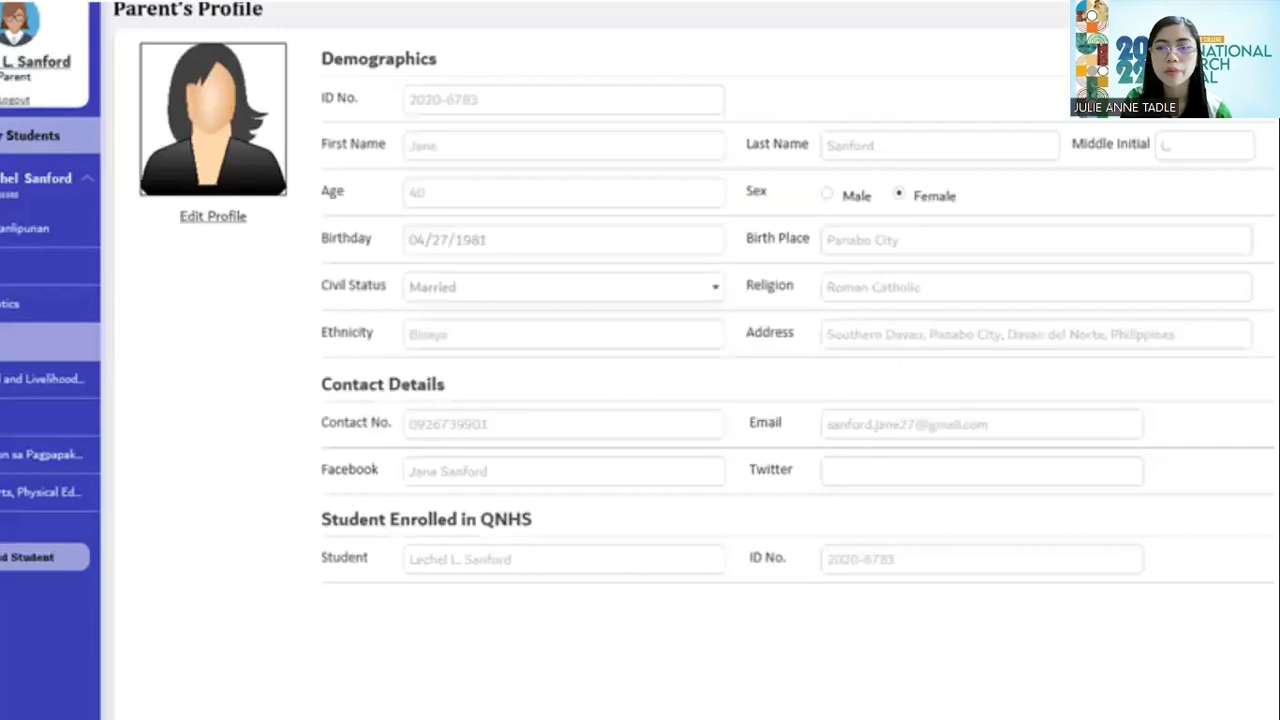 Parent's Profile
L. Sanford
Parent
Logout
r Students
hel Sanford
anlipunan
tics
l and Livelihood...
n sa Pagpapak...
rts, Physical Ed...
d Student
Edit Profile
Demographics
ID No. 2020-6783
First Name Jane Last Name Sanford Middle Initial L.
Age 40 Sex Male Female
Birthday 04/27/1981 Birth Place Panabo City
Civil Status Married Religion Roman Catholic
Ethnicity Bisaya Address Southern Davao, Panabo City, Davao del Norte, Philippines
Contact Details
Contact No. 0926739901 Email sanford.jane27@gmail.com
Facebook Jane Sanford Twitter
Student Enrolled in QNHS
Student Lechel L. Sanford ID No. 2020-6781
20
22
NATIONAL
RCH
JULIE ANNE TADLE